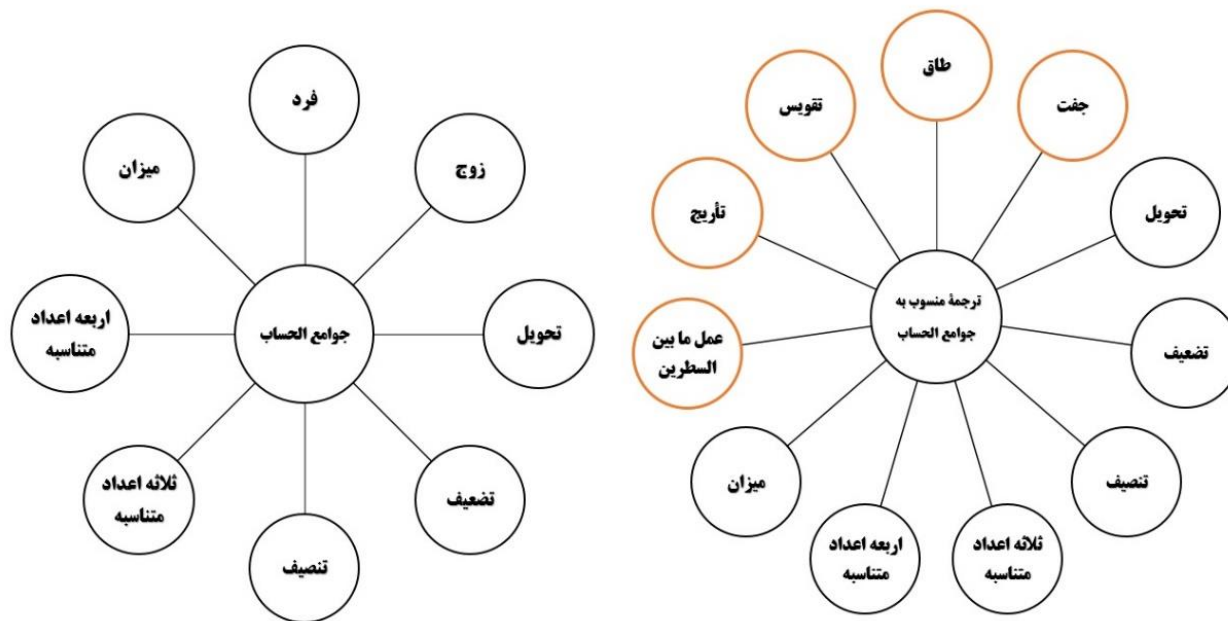 جوامع الحساب
فرد
زوج
تحویل
تضعیف
تنصیف
ثلاثه اعداد
متناسبه
اربعه اعداد
متناسبه
میزان
ترجمۀ منسوب به
جوامع الحساب
طاق
جفت
تحویل
تضعیف
تنصیف
ثلاثه اعداد
متناسبه
اربعه اعداد
متناسبه
میزان
عمل ما بین
السطرین
تأریج
تقویس